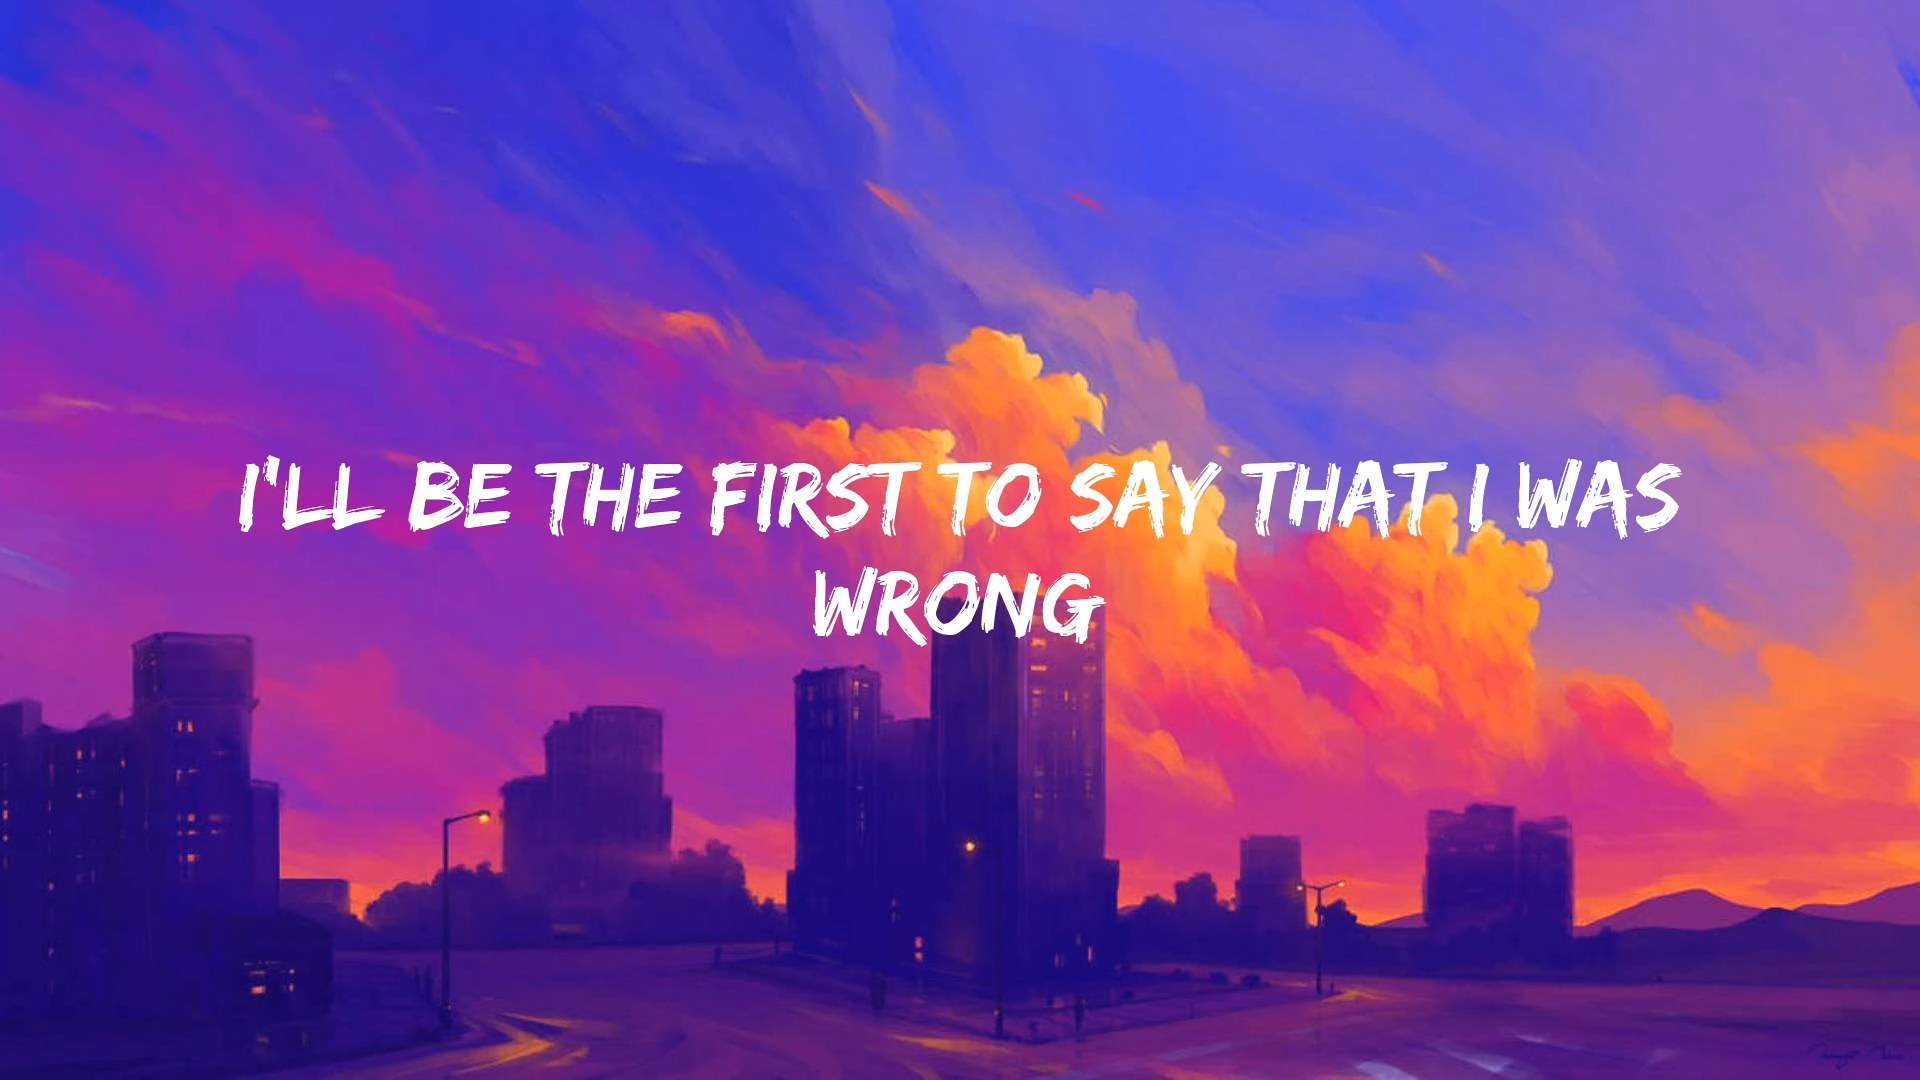 I'LL BE THE FIRST TO SAY THAT I WAS
WRONG